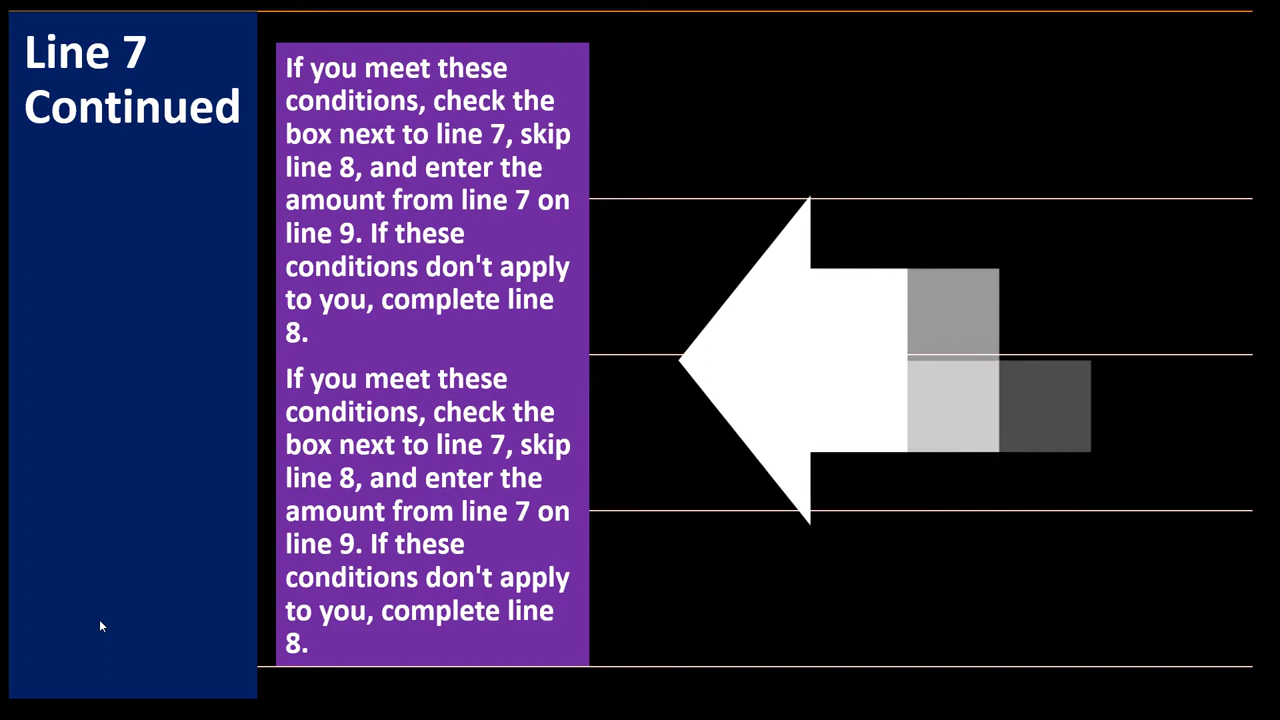 Line 7
Continued
If you meet these
conditions, check the
box next to line 7, skip
line 8, and enter the
amount from line 7 on
line 9. If these
conditions don't apply
to you, complete line
8.
If you meet these
conditions, check the
box next to line 7, skip
line 8, and enter the
amount from line 7 on
line 9. If these
conditions don't apply
to you, complete line
8.